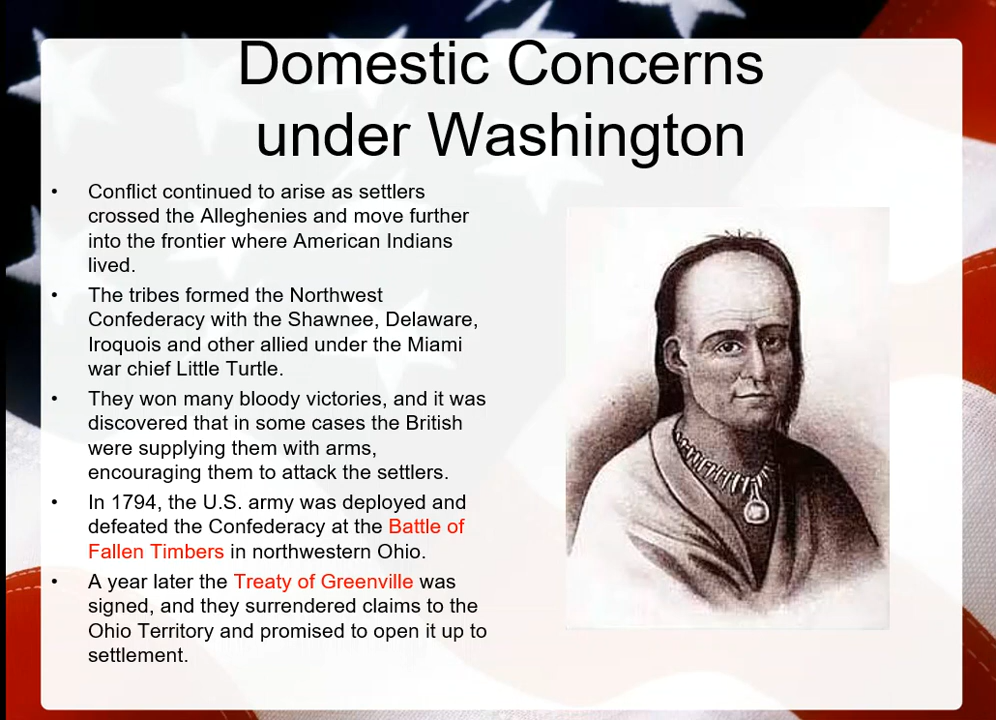 Domestic Concerns
under Washington
• Conflict continued to arise as settlers
crossed the Alleghenies and move further
into the frontier where American Indians
lived.
• The tribes formed the Northwest
Confederacy with the Shawnee, Delaware,
Iroquois and other allied under the Miami
war chief Little Turtle.
• They won many bloody victories, and it was
discovered that in some cases the British
were supplying them with arms,
encouraging them to attack the settlers.
• In 1794, the U.S. army was deployed and
defeated the Confederacy at the Battle of
Fallen Timbers in northwestern Ohio.
• A year later the Treaty of Greenville was
signed, and they surrendered claims to the
Ohio Territory and promised to open it up to
settlement.